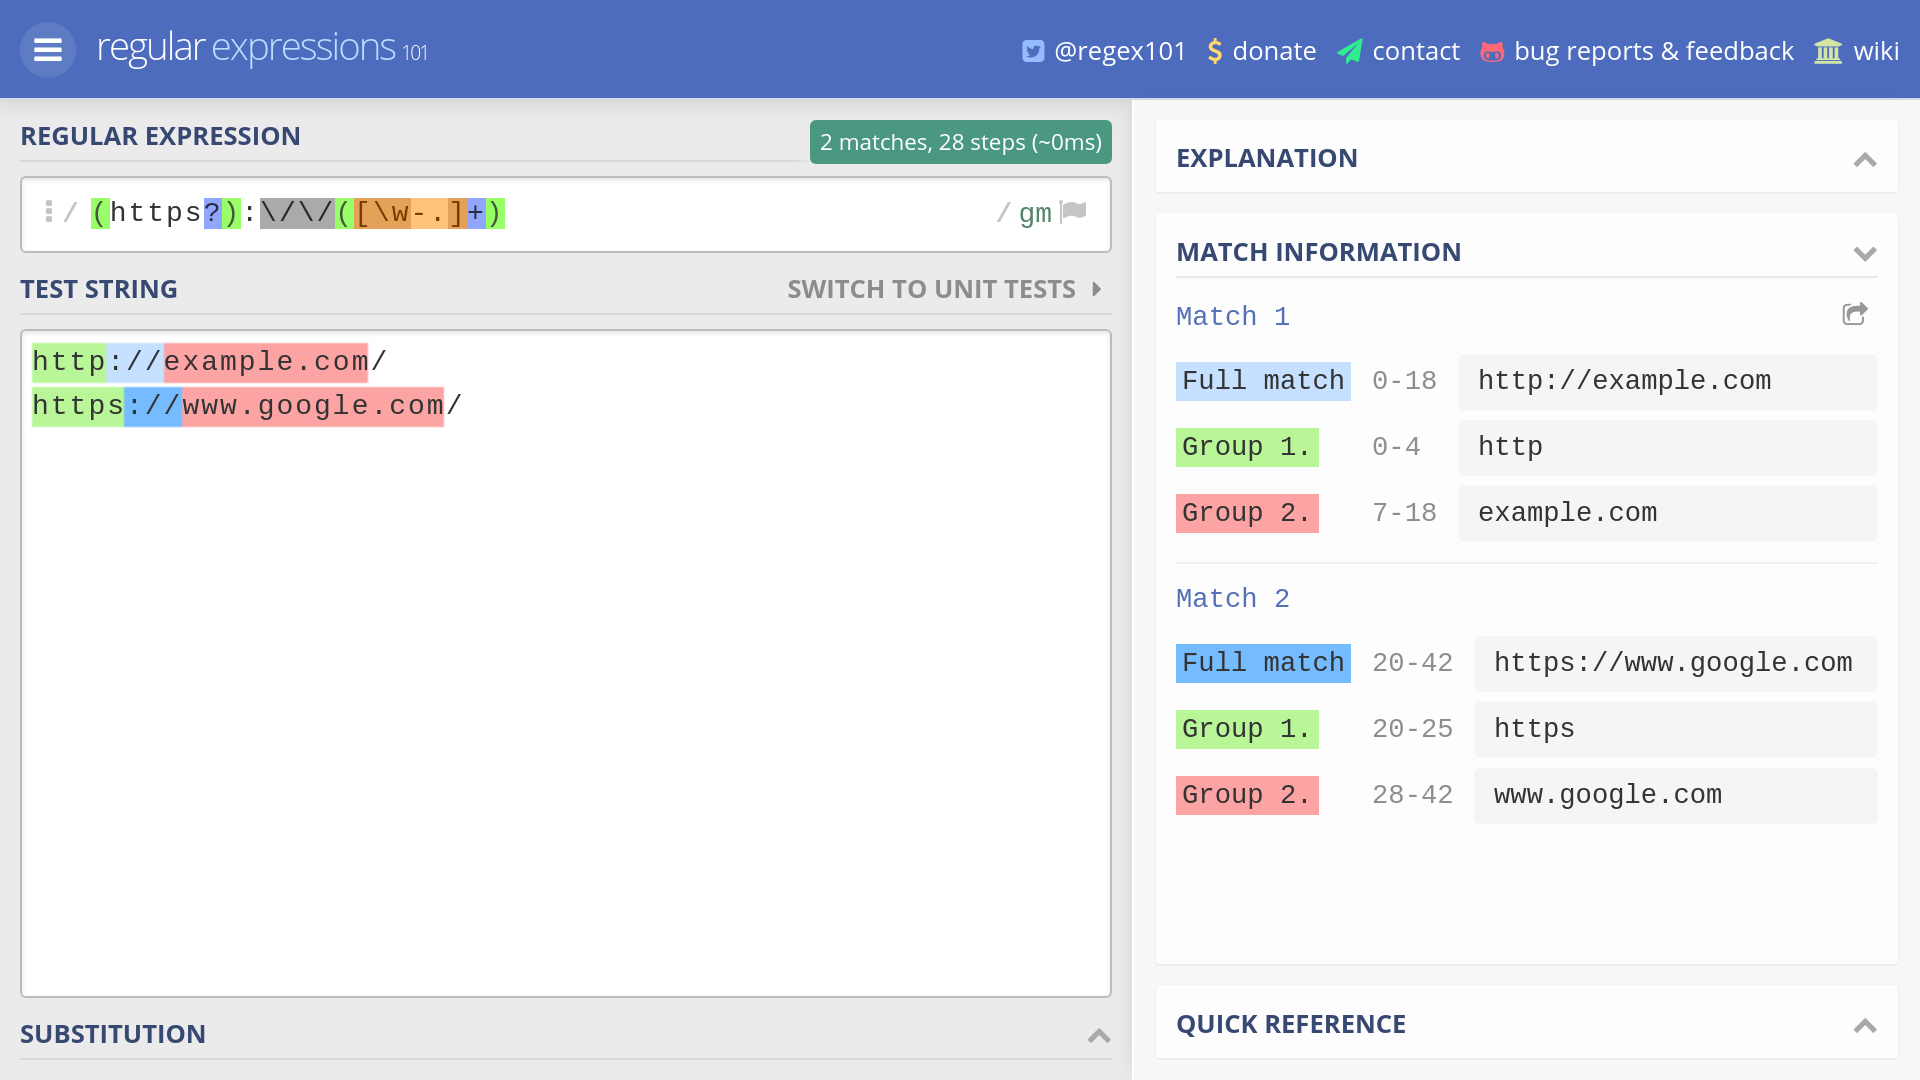 regular expressions 101
@regex101 donate contact bug reports & feedback wiki
REGULAR EXPRESSION
2 matches, 28 steps (~0ms)
/ (https?):\/\/([\w-.]+) / gm
TEST STRING
SWITCH TO UNIT TESTS
http://example.com/
https://www.google.com/
SUBSTITUTION
EXPLANATION
MATCH INFORMATION
Match 1
Full match 0-18 http://example.com
Group 1. 0-4 http
Group 2. 7-18 example.com
Match 2
Full match 20-42 https://www.google.com
Group 1. 20-25 https
Group 2. 28-42 www.google.com
QUICK REFERENCE